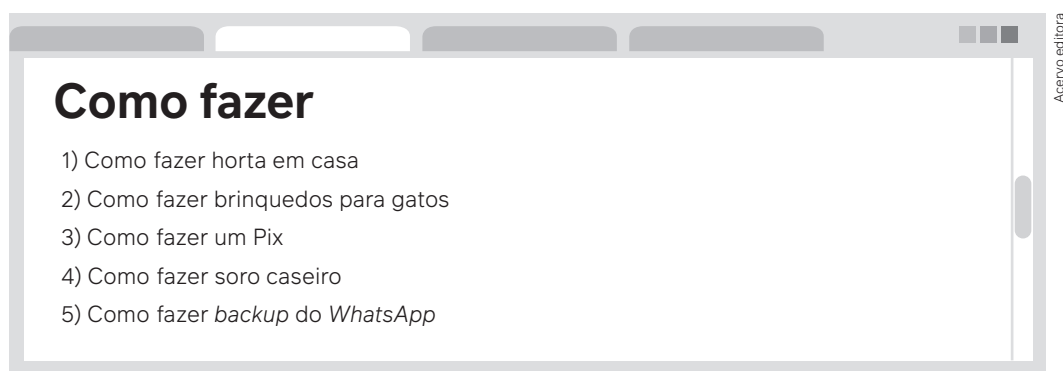 Como fazer
1) Como fazer horta em casa
2) Como fazer brinquedos para gatos
3) Como fazer um Pix
4) Como fazer soro caseiro
5) Como fazer backup do WhatsApp
Acervo editora